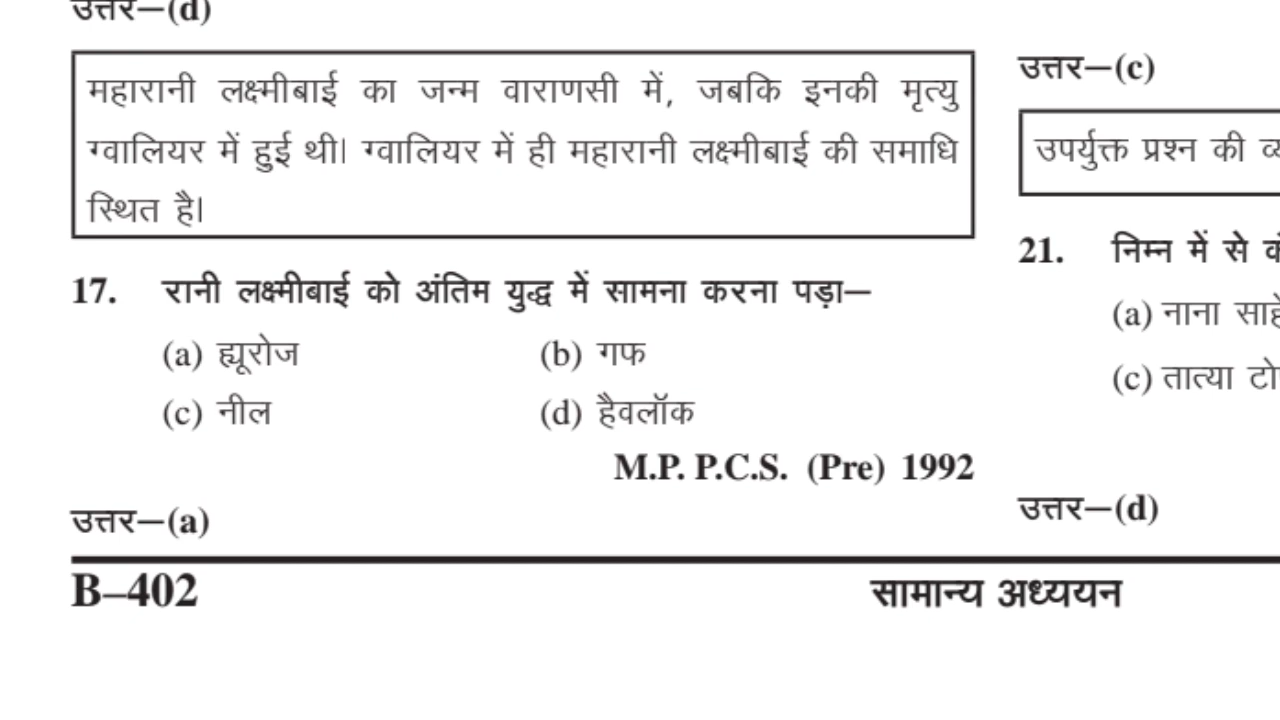 उत्तर–(d)
महारानी लक्ष्मीबाई का जन्म वाराणसी में, जबकि इनकी मृत्यु
ग्वालियर में हुई थी। ग्वालियर में ही महारानी लक्ष्मीबाई की समाधि
स्थित है।
17. रानी लक्ष्मीबाई को अंतिम युद्ध में सामना करना पड़ा–
(a) ह्यूरोज (b) गफ
(c) नील (d) हैवलॉक
M.P. P.C.S. (Pre) 1992
उत्तर–(a)
उत्तर–(c)
उपर्युक्त प्रश्न की
21. निम्न में से
(a) नाना
(c) तात्या
उत्तर–(d)
B–402 सामान्य अध्ययन